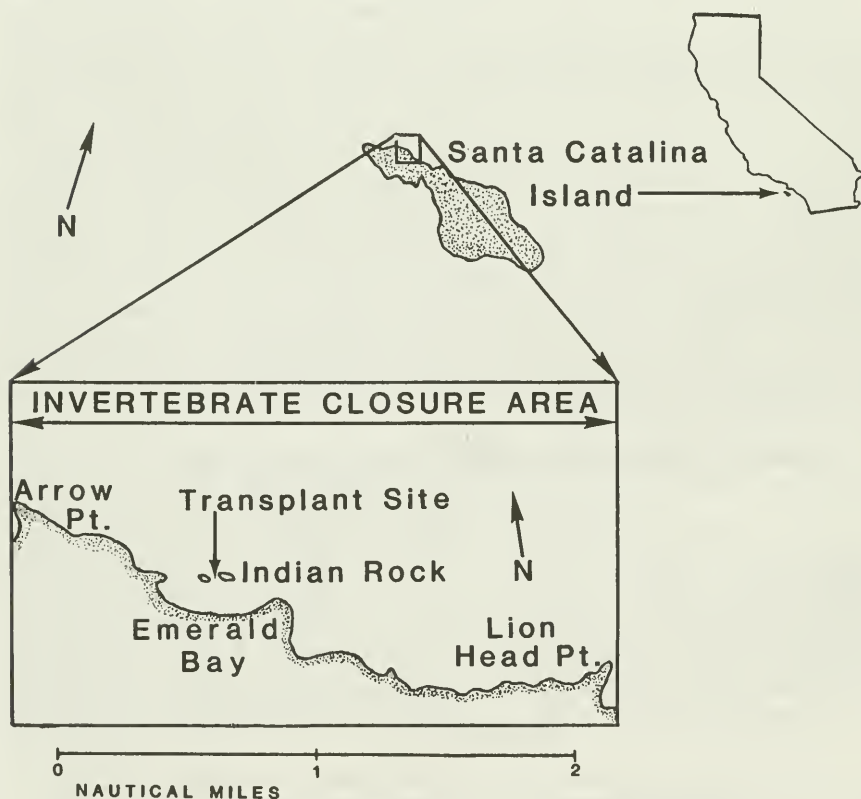 Santa Catalina
Island
N
INVERTEBRATE CLOSURE AREA
Arrow
Pt.
Transplant Site
Indian Rock
N
Emerald
Bay
Lion
Head Pt.
0 1 2
NAUTICAL MILES